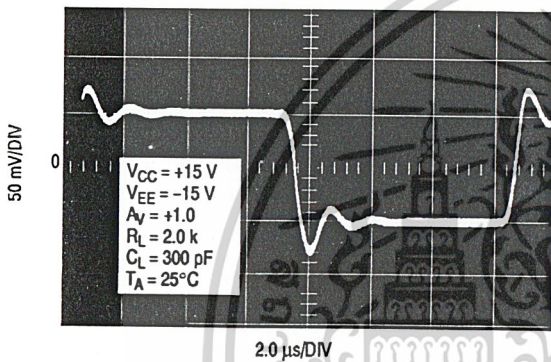 50 mV/DIV
0
VCC = +15 V
VEE = –15 V
AV = +1.0
RL = 2.0 k
CL = 300 pF
TA = 25°C
2.0 µs/DIV